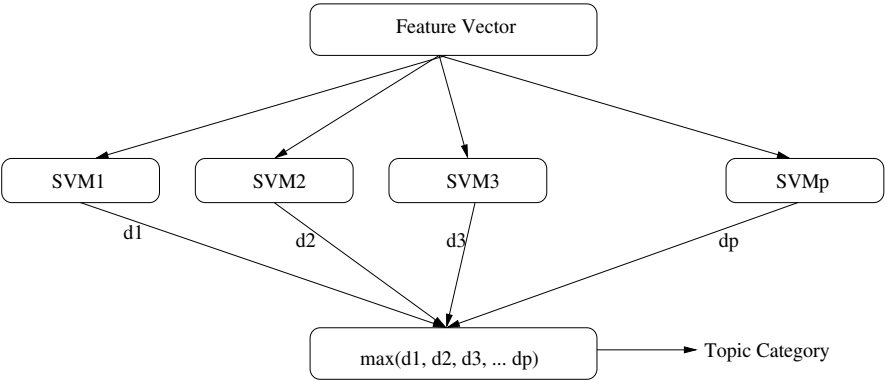 Feature Vector
SVM1
SVM2
SVM3
SVMp
d1
d2
d3
dp
max(d1, d2, d3, ... dp)
Topic Category